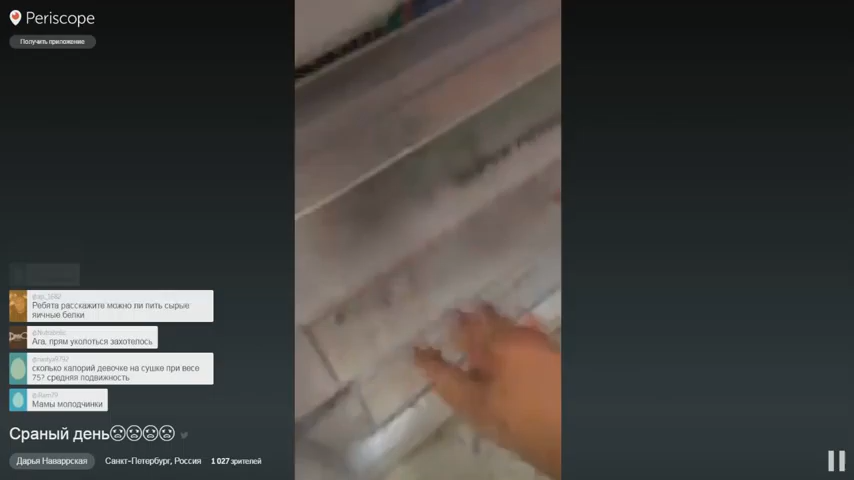 Periscope
Получить приложение
Ребята расскажите можно ли пить сырые
яичные белки
Ага, прям уколоться захотелось
сколько калорий девочке на сушке при весе
75? средняя подвижность
Мамы молодчинки
Сраный день
Дарья Наваррская Санкт-Петербург, Россия 1 027 зрителей